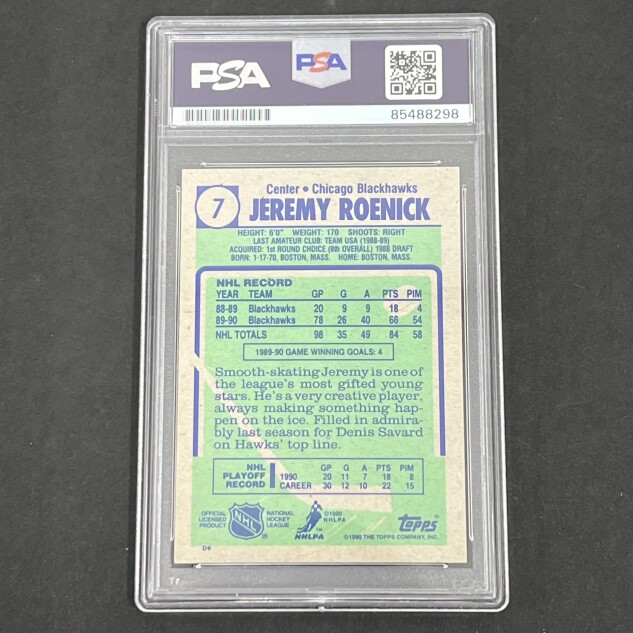 PSA
PSA
85488298
Center • Chicago Blackhawks
7
JEREMY ROENICK
HEIGHT: 6'0" WEIGHT: 170 SHOOTS: RIGHT
LAST AMATEUR CLUB: TEAM USA (1988-89)
ACQUIRED: 1st ROUND CHOICE (8th OVERALL) 1988 DRAFT
BORN: 1-17-70, BOSTON, MASS. HOME: BOSTON, MASS.
NHL RECORD
YEAR TEAM GP G A PTS PIM
88-89 Blackhawks 20 9 9 18 4
89-90 Blackhawks 78 26 40 66 54
NHL TOTALS 98 35 49 84 58
1989-90 GAME WINNING GOALS: 4
Smooth-skating Jeremy is one of
the league's most gifted young
stars. He's a very creative player,
always making something hap-
pen on the ice. Filled in admira-
bly last season for Denis Savard
on Hawks' top line.
NHL PLAYOFF RECORD
GP G A PTS PIM
1990 20 11 7 18 8
CAREER 30 12 10 22 15
OFFICIAL LICENSED PRODUCT
NHL
NATIONAL HOCKEY LEAGUE
©1990 NHLPA
NHLPA
™
Topps®
©1990 THE TOPPS COMPANY, INC.
D*